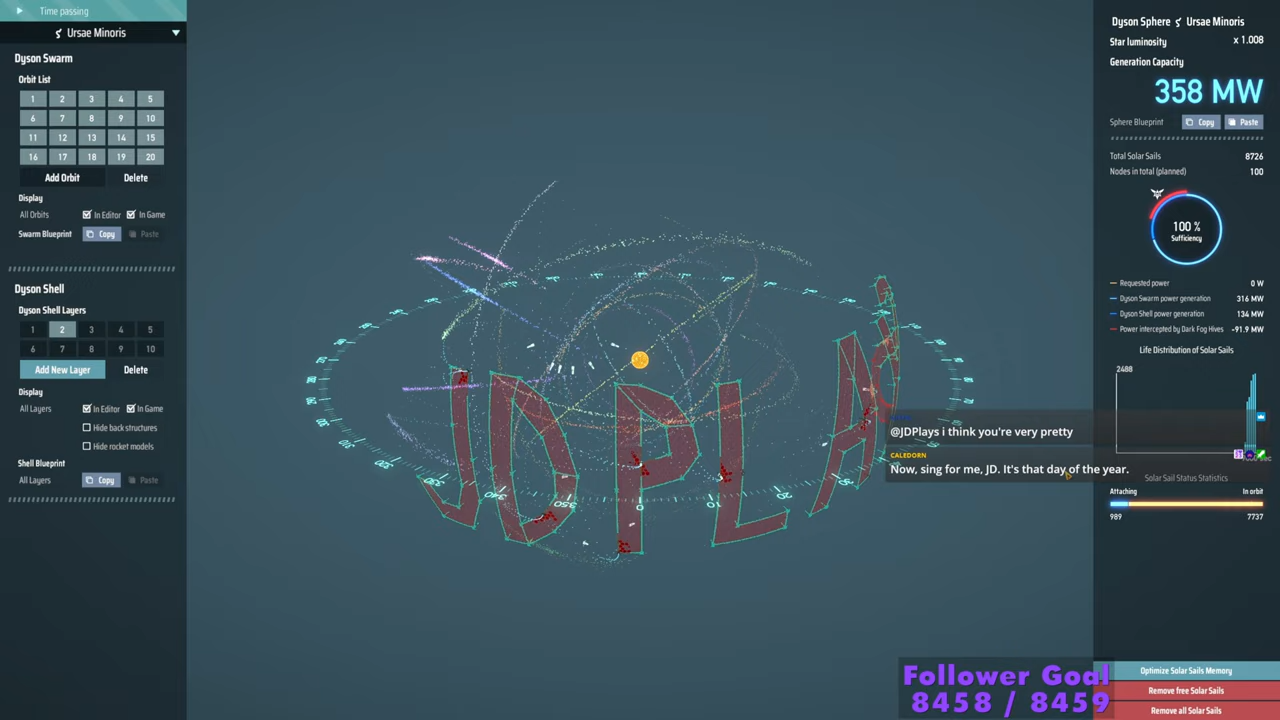 Time passing
Ursae Minoris
Dyson Swarm
Orbit List
1 2 3 4 5
6 7 8 9 10
11 12 13 14 15
16 17 18 19 20
Add Orbit Delete
Display
All Orbits In Editor In Game
Swarm Blueprint Copy Paste
Dyson Shell
Dyson Shell Layers
1 2 3 4 5
6 7 8 9 10
Add New Layer Delete
Display
All Layers In Editor In Game
Hide back structures
Hide rocket models
Shell Blueprint
All Layers Copy Paste
JDPLA
340 350 0 10 30
@JDPlays i think you're very pretty
CALEDORN
Now, sing for me, JD. It's that day of the year.
Dyson Sphere Ursae Minoris
Star luminosity x 1.008
Generation Capacity
358 MW
Sphere Blueprint Copy Paste
Total Solar Sails 8726
Nodes in total (planned) 100
100 %
Sufficiency
Requested power 0 W
Dyson Swarm power generation 316 MW
Dyson Shell power generation 134 MW
Power intercepted by Dark Fog Hives -91.9 MW
Life Distribution of Solar Sails
2488
Solar Sail Status Statistics
Attaching In orbit
989 7737
Follower Goal
8458 / 8459
Optimize Solar Sails Memory
Remove free Solar Sails
Remove all Solar Sails